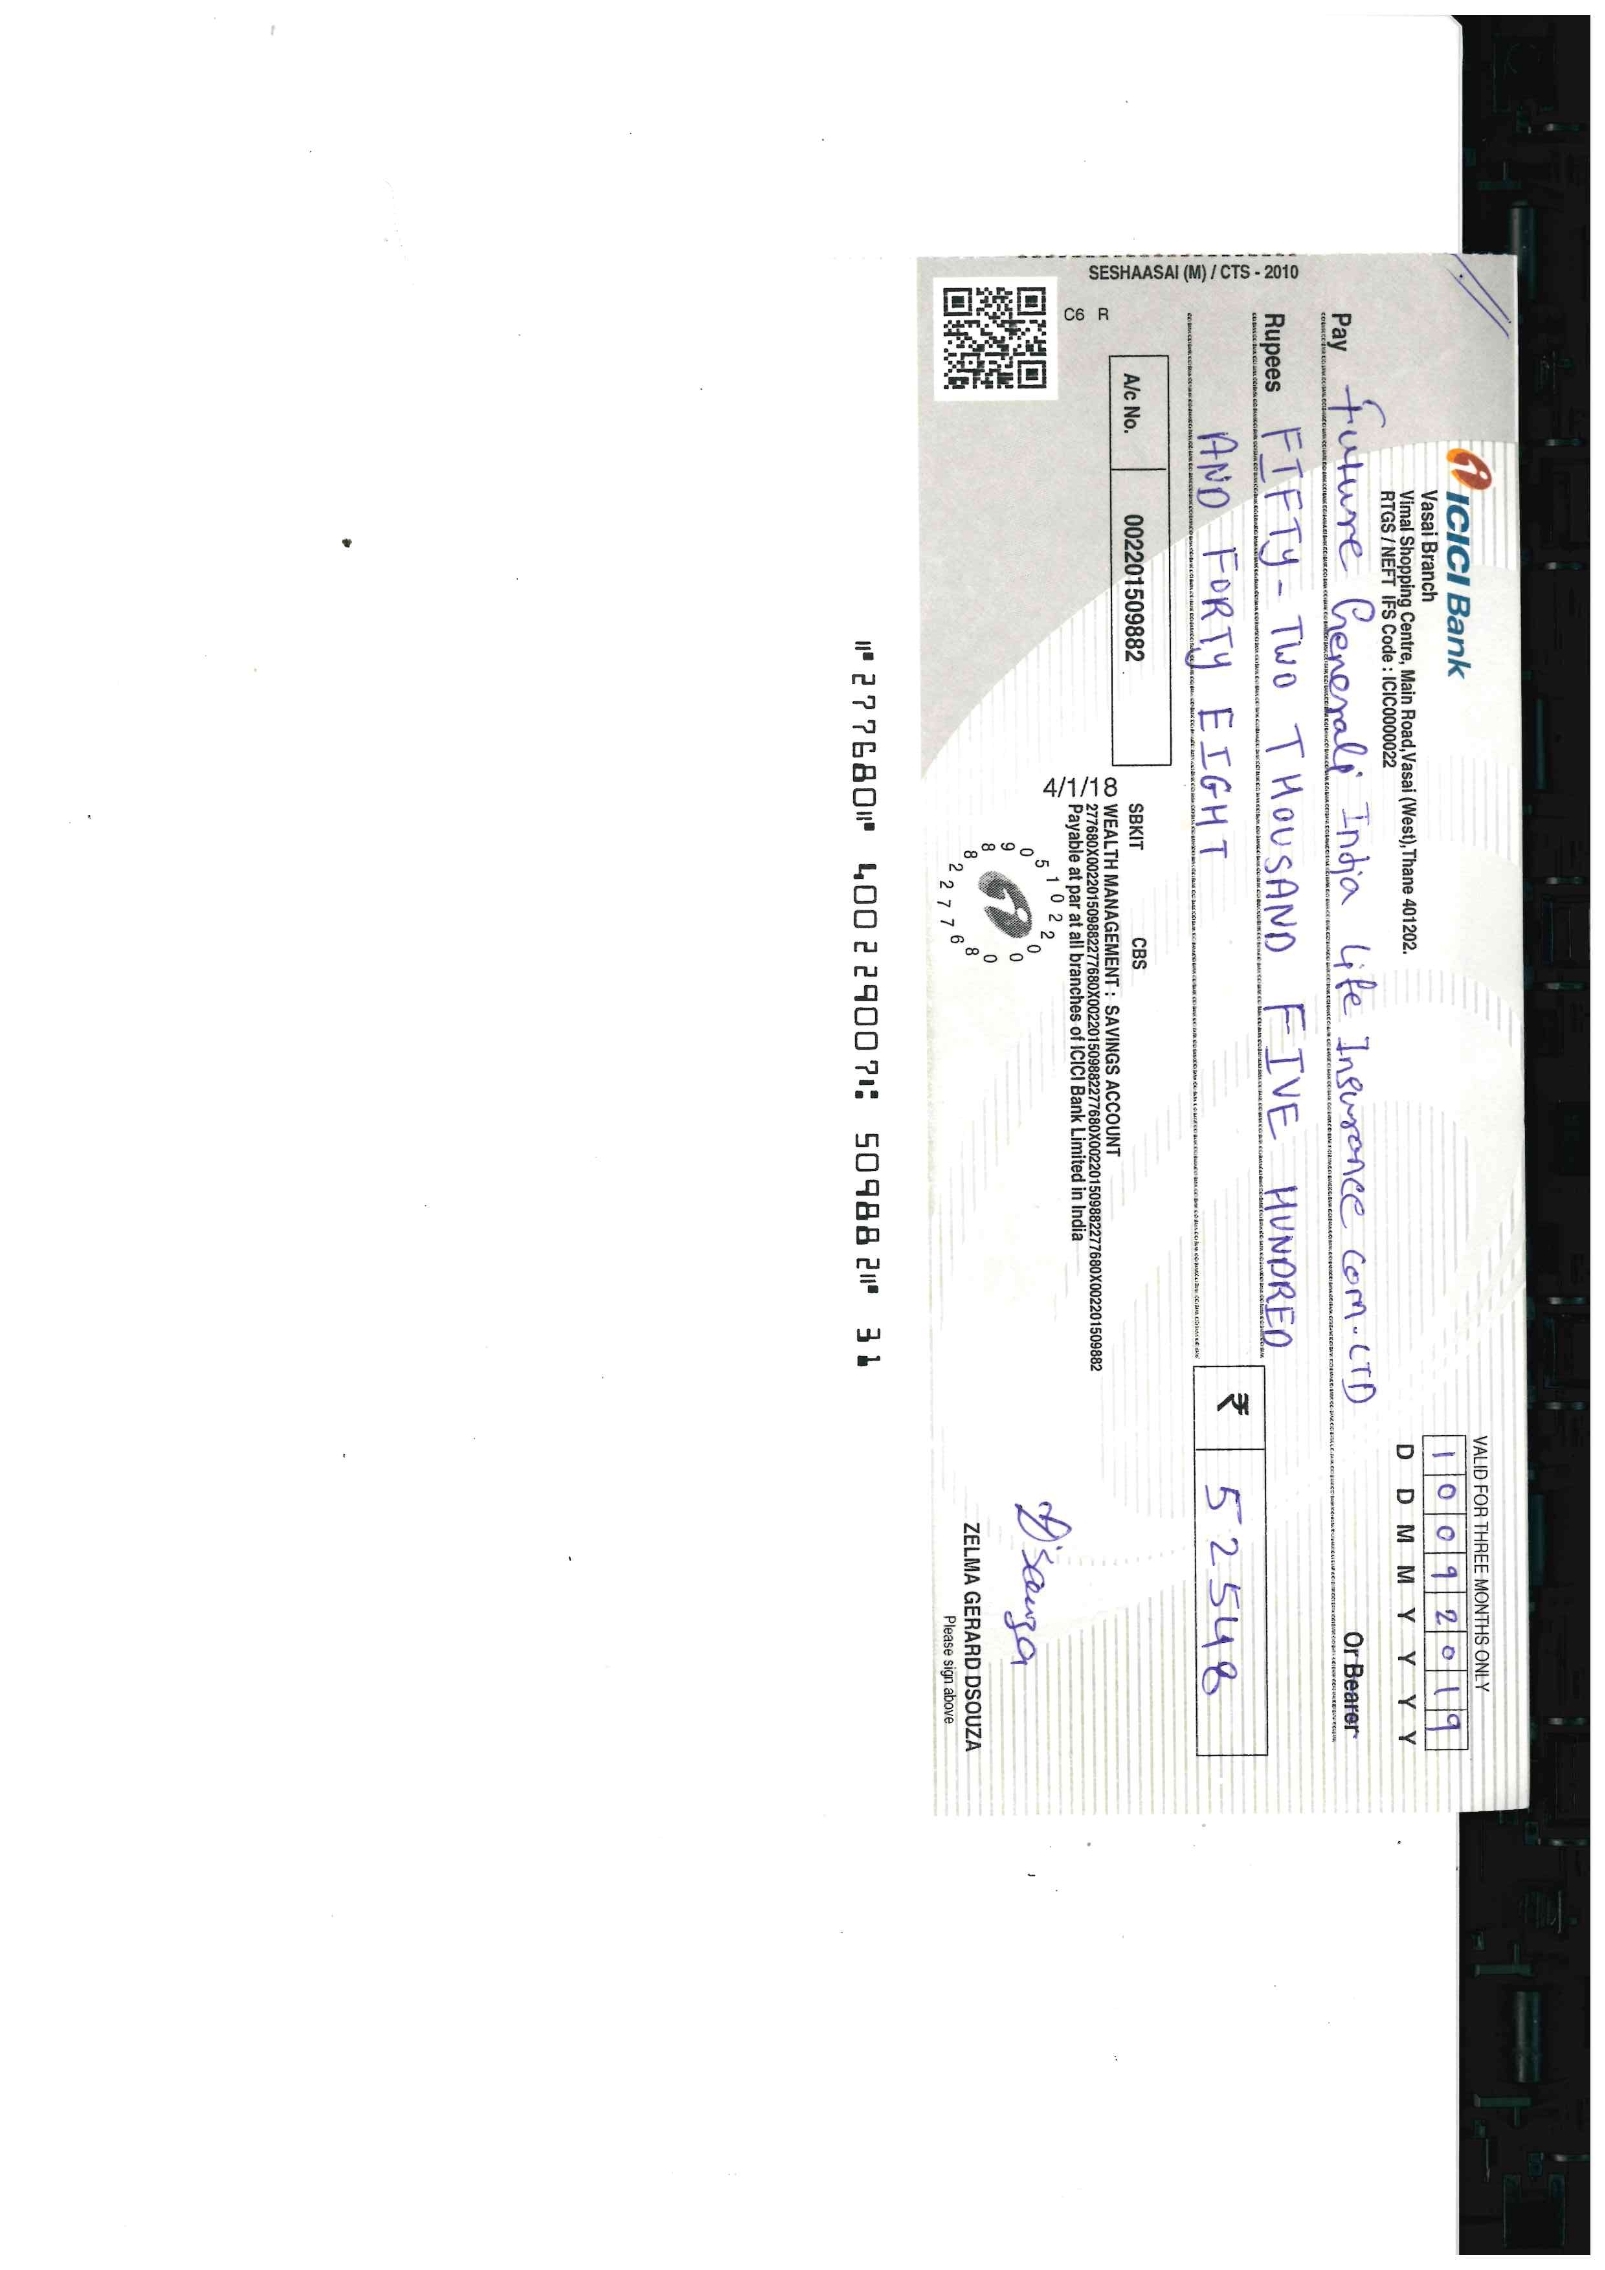 VALID FOR THREE MONTHS ONLY
ICICI Bank
1 0 0 9 2 0 1 9
Vasai Branch
D D M M Y Y Y Y
Vimal Shopping Centre, Main Road,Vasai (West),Thane 401202.
RTGS / NEFT IFS Code : ICIC0000022
Pay Future Generali India Life Insurance Com. LTD
Or Bearer
Rupees FIFTY-TWO THOUSAND FIVE HUNDRED
AND FORTY EIGHT
₹ 52548
A/c No. 002201509882
SBKIT CBS
4/1/18 WEALTH MANAGEMENT : SAVINGS ACCOUNT
277680X002201509882277680X002201509882277680X002201509882277680X002201509882
Payable at par at all branches of ICICI Bank Limited in India
SESHAASAI (M) / CTS - 2010
C6 R
D'souza
ZELMA GERARD DSOUZA
Please sign above
⑈277680⑈ 400229007⑆ 509882⑈ 31